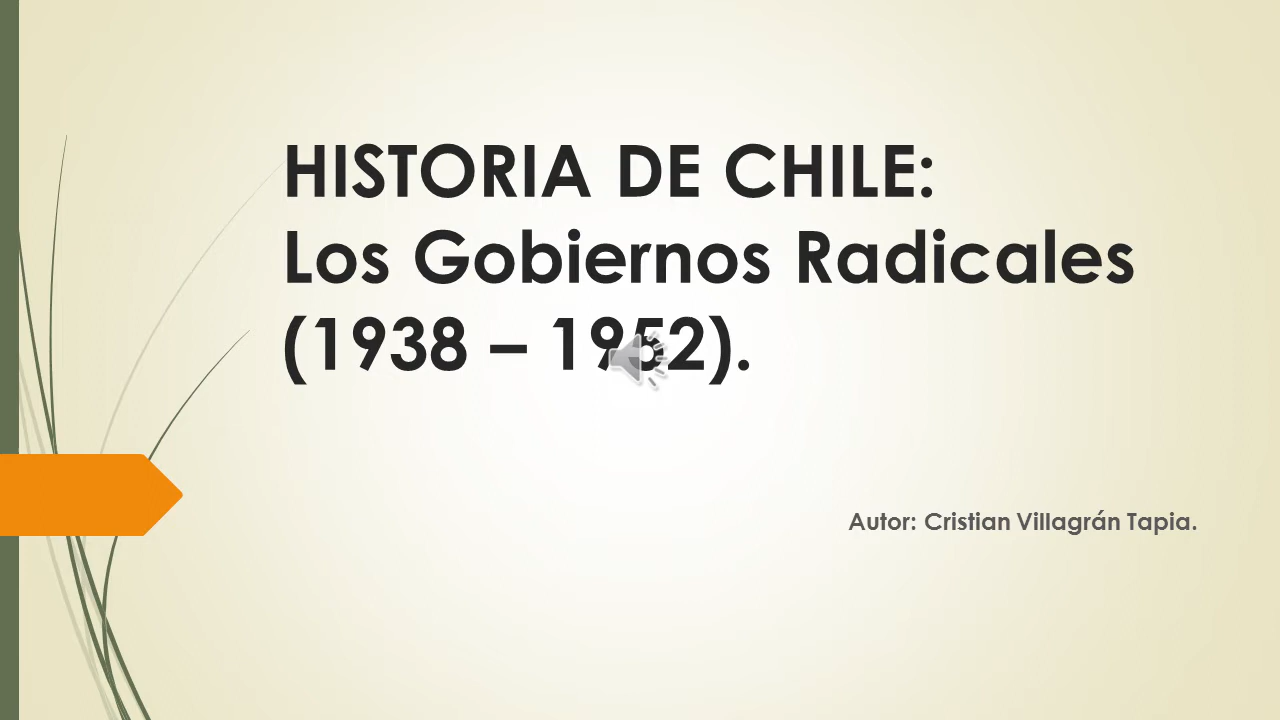 HISTORIA DE CHILE:
Los Gobiernos Radicales
(1938 – 1952).
Autor: Cristian Villagrán Tapia.